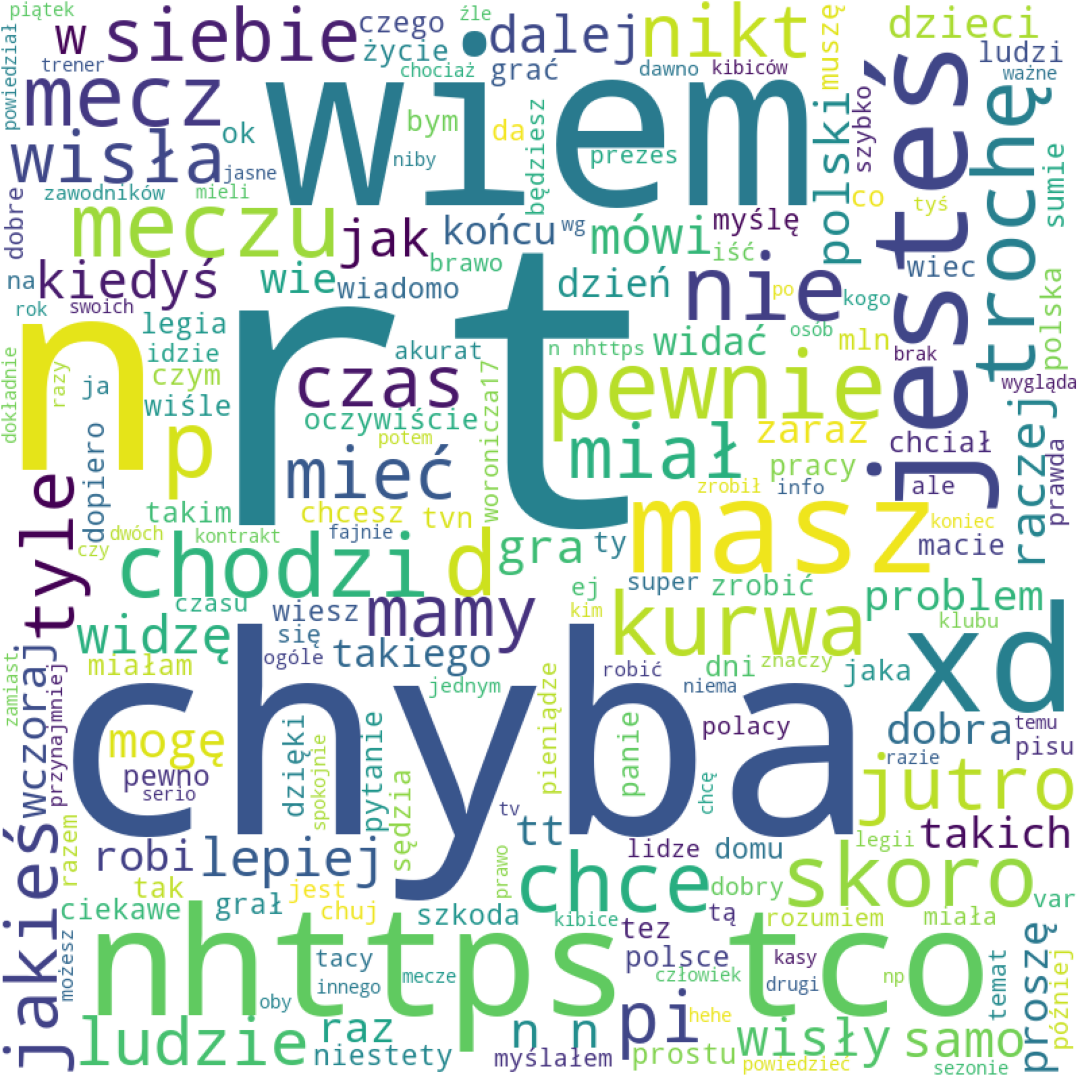 piątek
w
siebie
czego
źle
dalej
nikt
muszę
dzieci
powiedział
trener
życie
grać
chociaż
dawno
kibiców
ludzi
ważne
mecz
wiem
jesteś
trochę
wisła
ok
bym
da
będziesz
prezes
polski
szybko
co
tyś
sumie
jasne
niby
zawodników
mieli
dobre
meczu
jak
końcu
wg
mówi
myślę
iść
wiec
na
kiedyś
wie
wiadomo
brawo
dzień
nie
po
kogo
polska
rok
swoich
n
rt
legia
idzie
akurat
n nhttps
widać
osób
mln
brak
wygląda
dokładnie
razy
ja
czym
wiśle
czas
oczywiście
woronicza17
pewnie
zaraz
chciał
raczej
prawda
dopiero
p
mieć
potem
miał
pracy
zrobił
info
ale
tyle
takim
chcesz
tvn
masz
koniec
czy
dwóch
kontrakt
fajnie
gra
ty
macie
chodzi
d
super
zrobić
ej
problem
czasu
wiesz
mamy
kim
kurwa
klubu
xd
widzę
się
ogóle
takiego
robić
dni
znaczy
jaka
zamiast
wczoraj
przynajmniej
miałam
jednym
niema
chyba
mogę
dzięki
spokojnie
pytanie
pieniądze
panie
polacy
chcę
dobra
temu
pisu
razie
pewno
serio
sędzia
tv
tt
jutro
jakieś
razem
robi
lepiej
prawo
lidze
domu
legii
takich
tak
jest
chuj
chce
dobry
skoro
ciekawe
grał
szkoda
kibice
tą
rozumiem
miała
var
możesz
nhttps
tco
tez
proszę
później
tacy
innego
mecze
polsce
człowiek
kasy
drugi
np
temat
oby
ludzie
raz
niestety
n n
myślałem
pi
hehe
prostu
wisły
powiedzieć
samo
sezonie